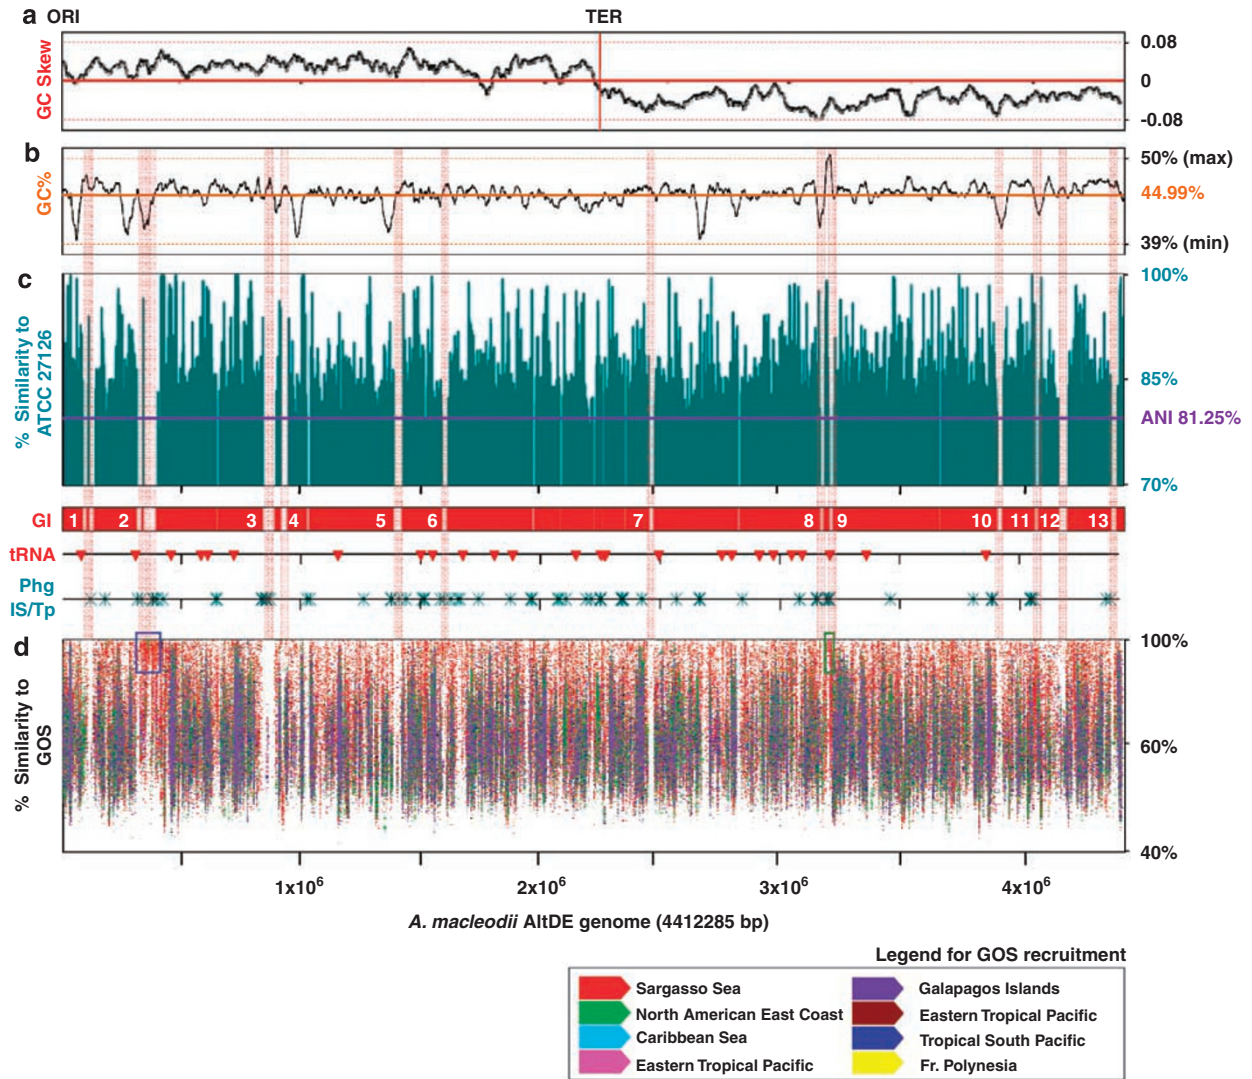 a ORI TER
GC Skew
0.08
0
-0.08
b
GC%
50% (max)
44.99%
39% (min)
c
% Similarity to
ATCC 27126
100%
85%
ANI 81.25%
70%
GI 1 2 3 4 5 6 7 8 9 10 11 12 13
tRNA
Phg
IS/Tp
d
% Similarity to
GOS
100%
60%
40%
1x10⁶ 2x10⁶ 3x10⁶ 4x10⁶
A. macleodii AltDE genome (4412285 bp)
Legend for GOS recruitment
Sargasso Sea
North American East Coast
Caribbean Sea
Eastern Tropical Pacific
Galapagos Islands
Eastern Tropical Pacific
Tropical South Pacific
Fr. Polynesia